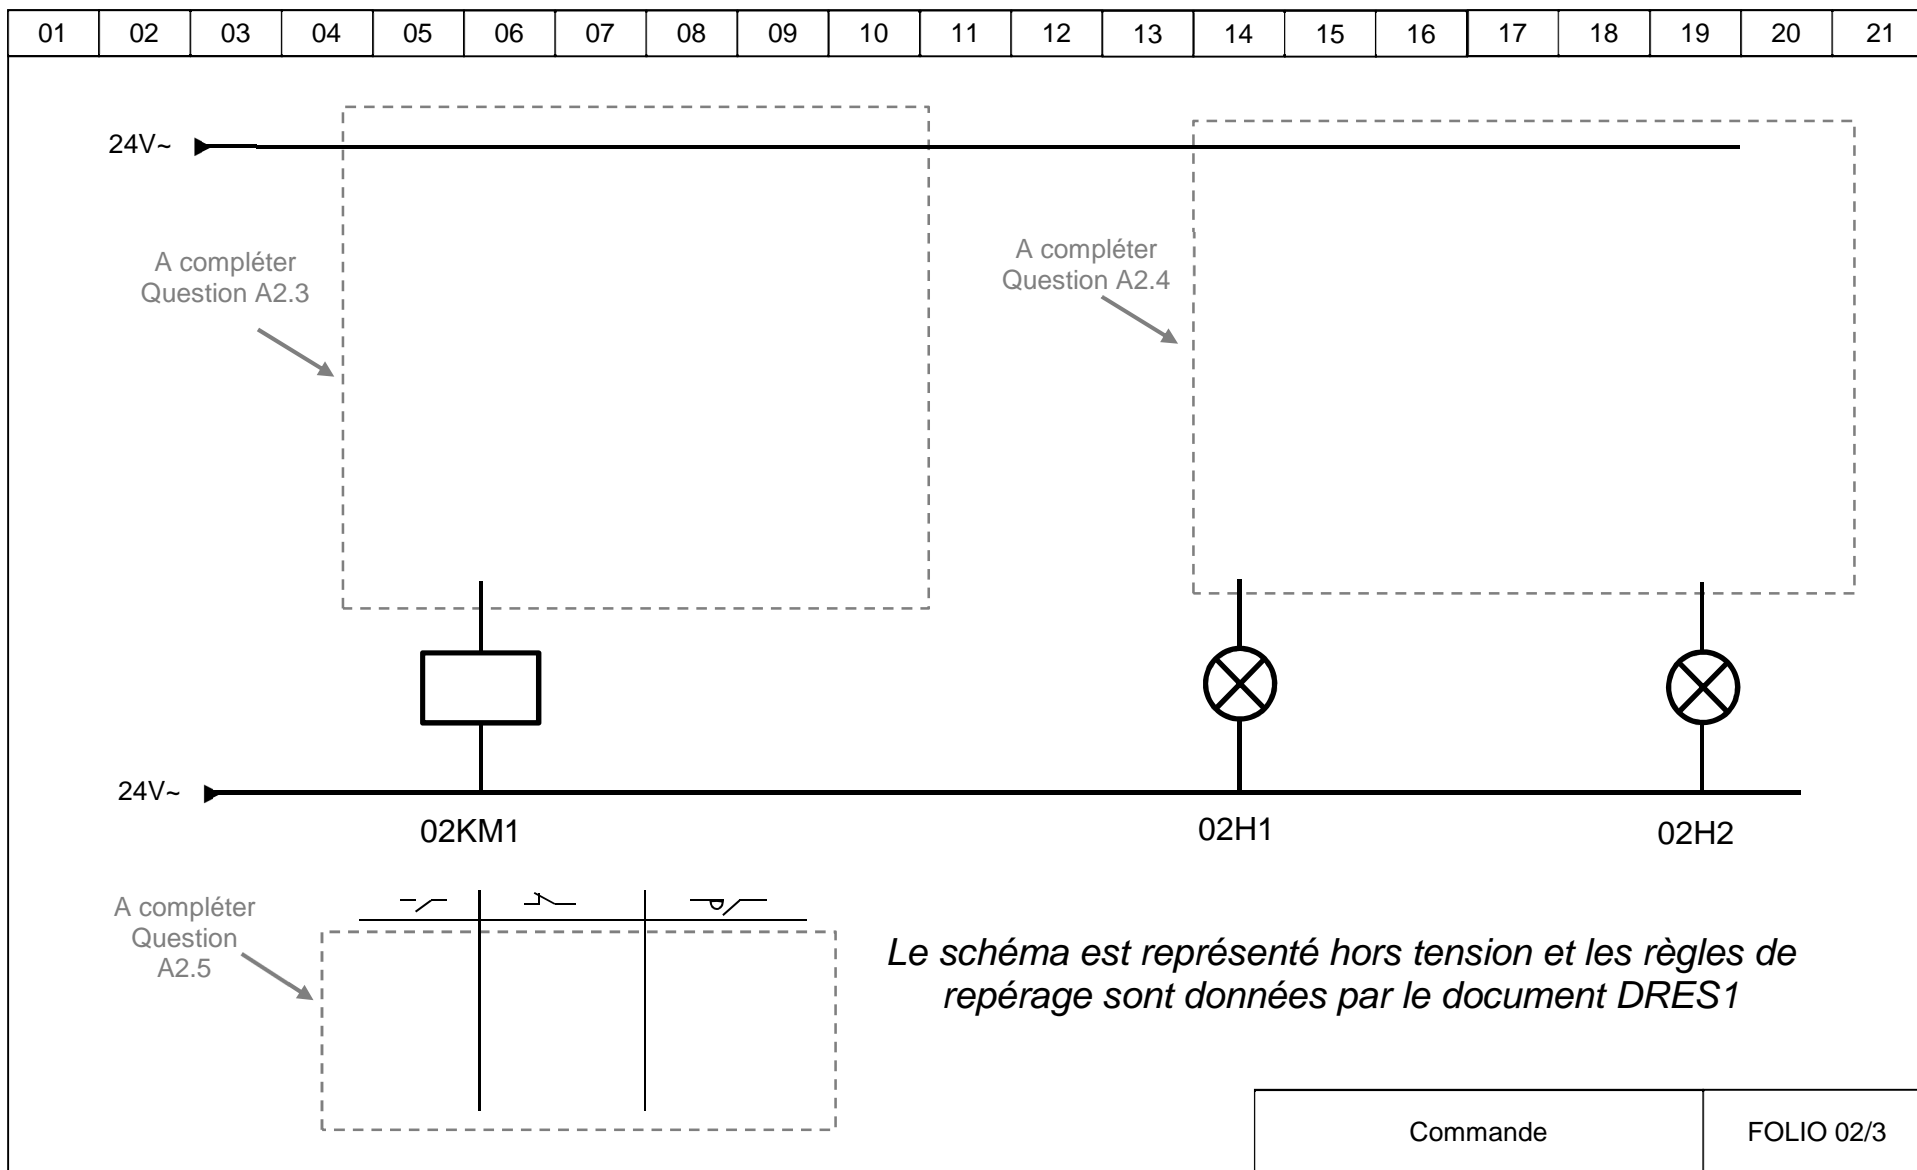 01 02 03 04 05 06 07 08 09 10 11 12 13 14 15 16 17 18 19 20 21
24V~
A compléter
Question A2.3
A compléter
Question A2.4
24V~
02KM1
02H1
02H2
A compléter
Question
A2.5
Le schéma est représenté hors tension et les règles de
repérage sont données par le document DRES1
Commande
FOLIO 02/3